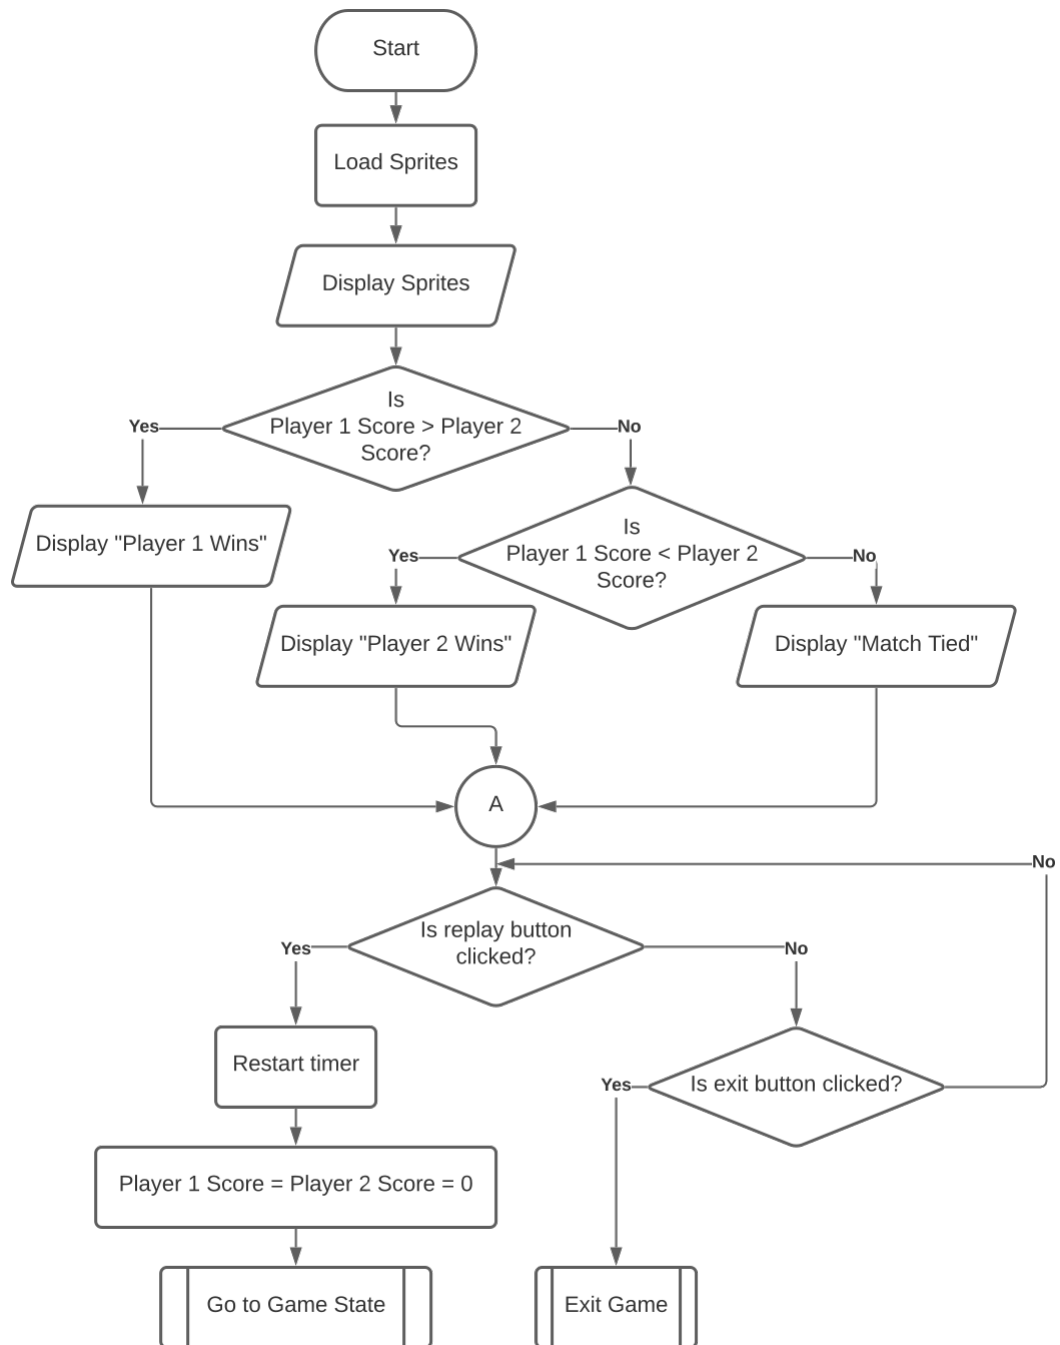 Start
Load Sprites
Display Sprites
Is
Player 1 Score > Player 2
Score?
Yes
No
Display "Player 1 Wins"
Is
Player 1 Score < Player 2
Score?
Yes
No
Display "Player 2 Wins"
Display "Match Tied"
A
No
Is replay button
clicked?
Yes
No
Restart timer
Is exit button clicked?
Yes
Player 1 Score = Player 2 Score = 0
Go to Game State
Exit Game